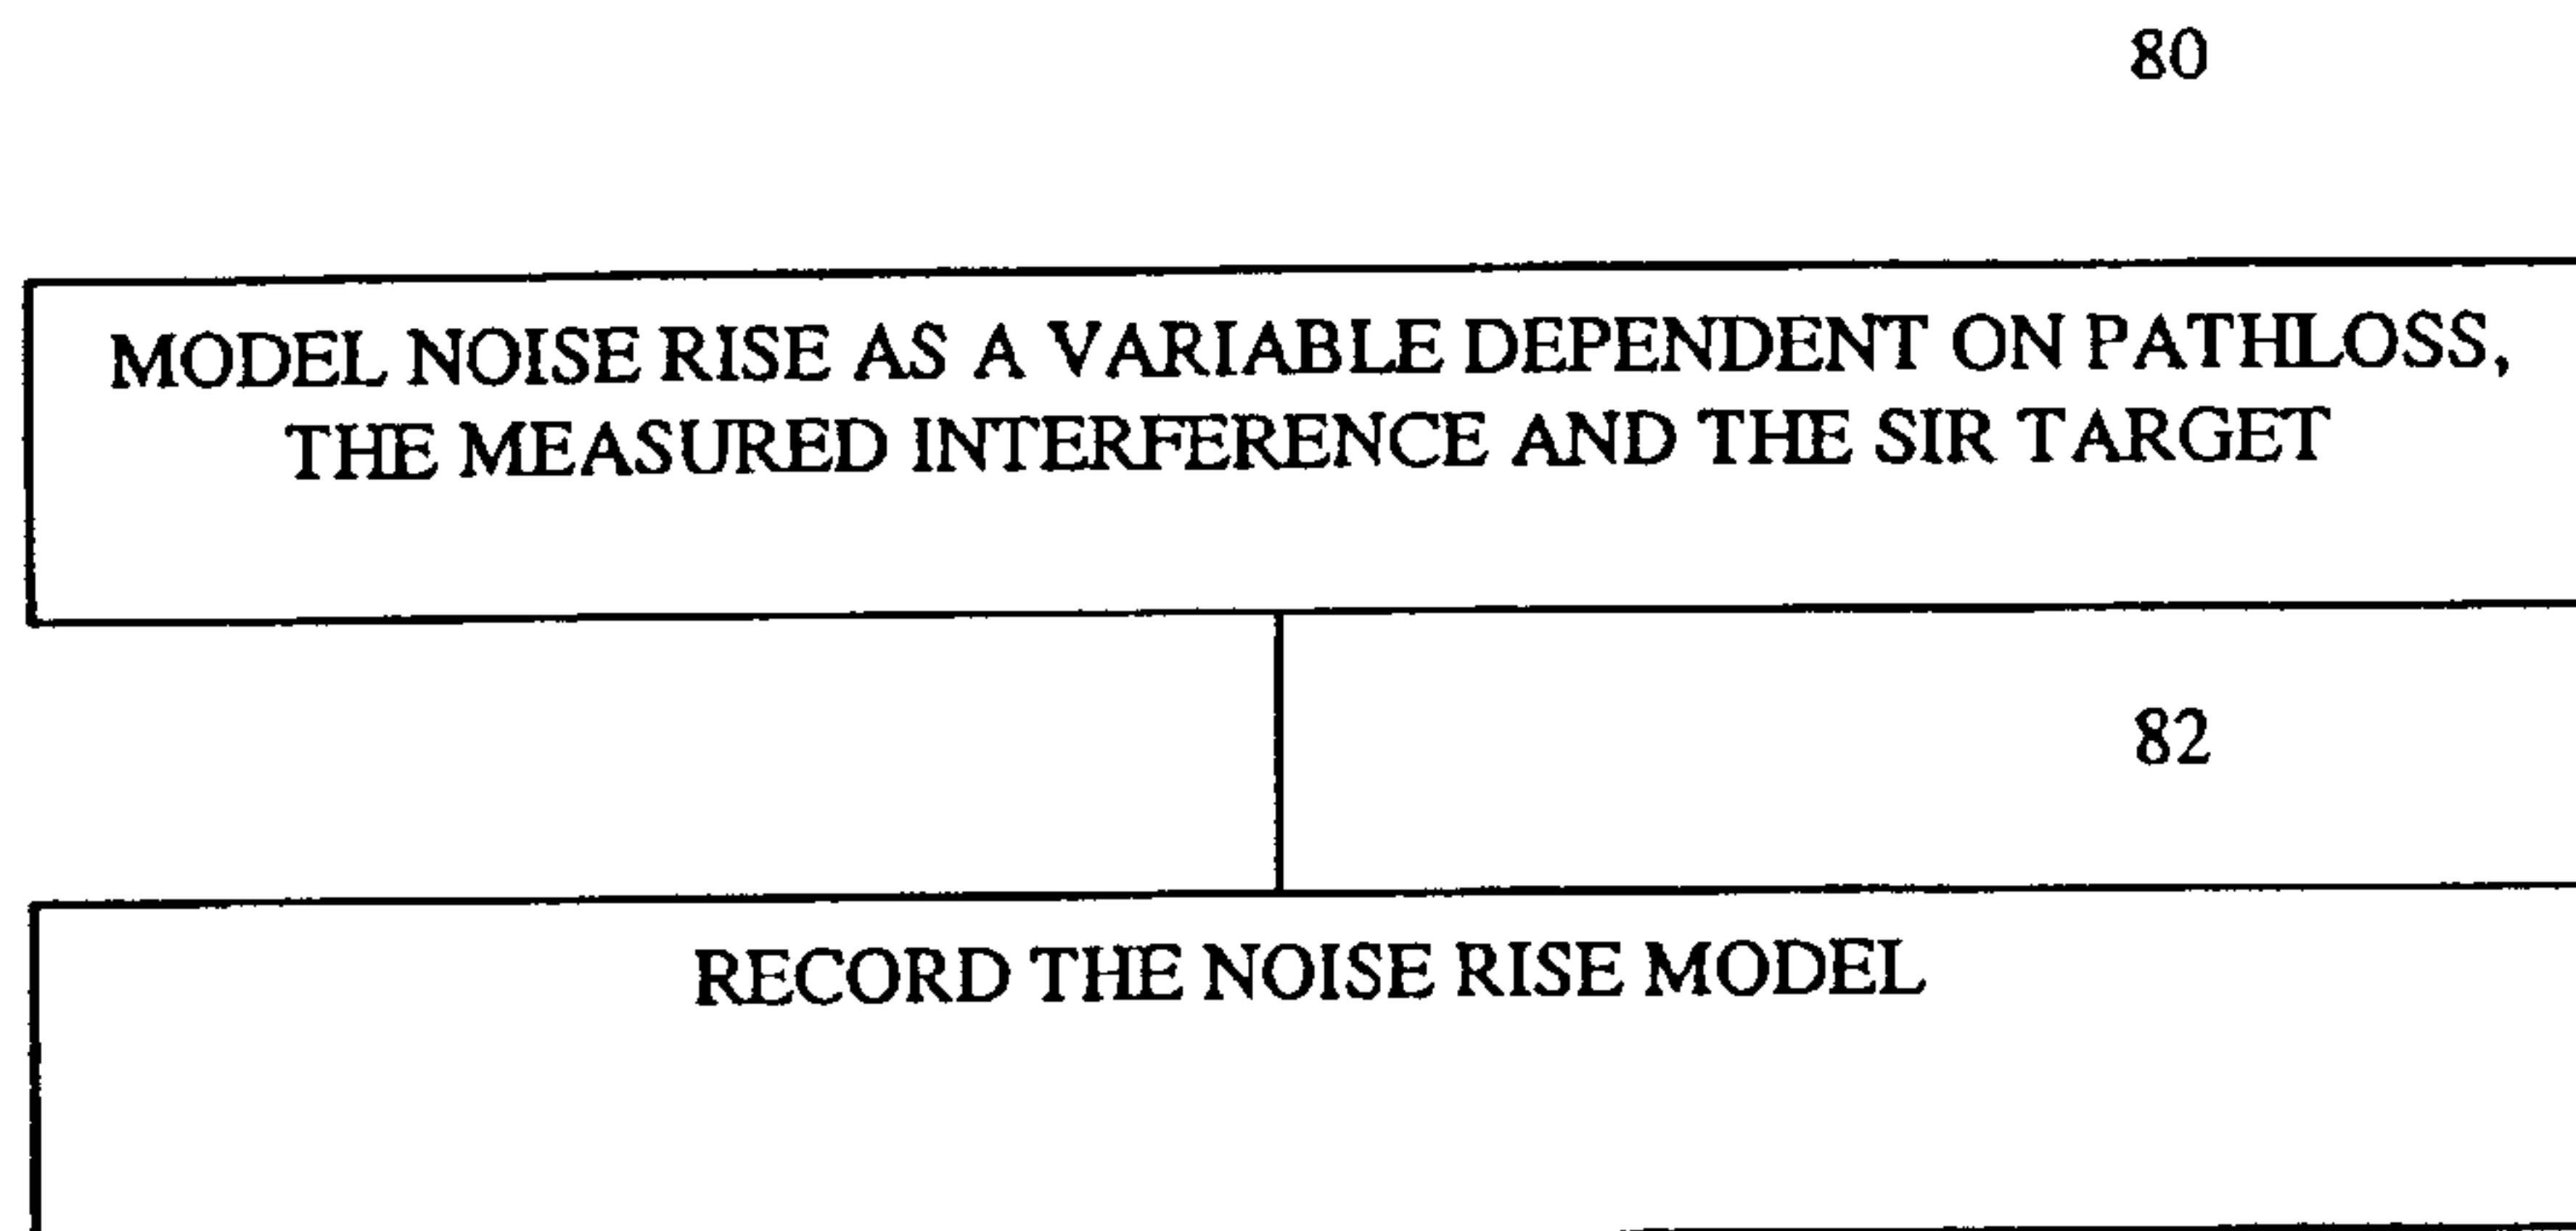 80
MODEL NOISE RISE AS A VARIABLE DEPENDENT ON PATHLOSS,
THE MEASURED INTERFERENCE AND THE SIR TARGET
82
RECORD THE NOISE RISE MODEL